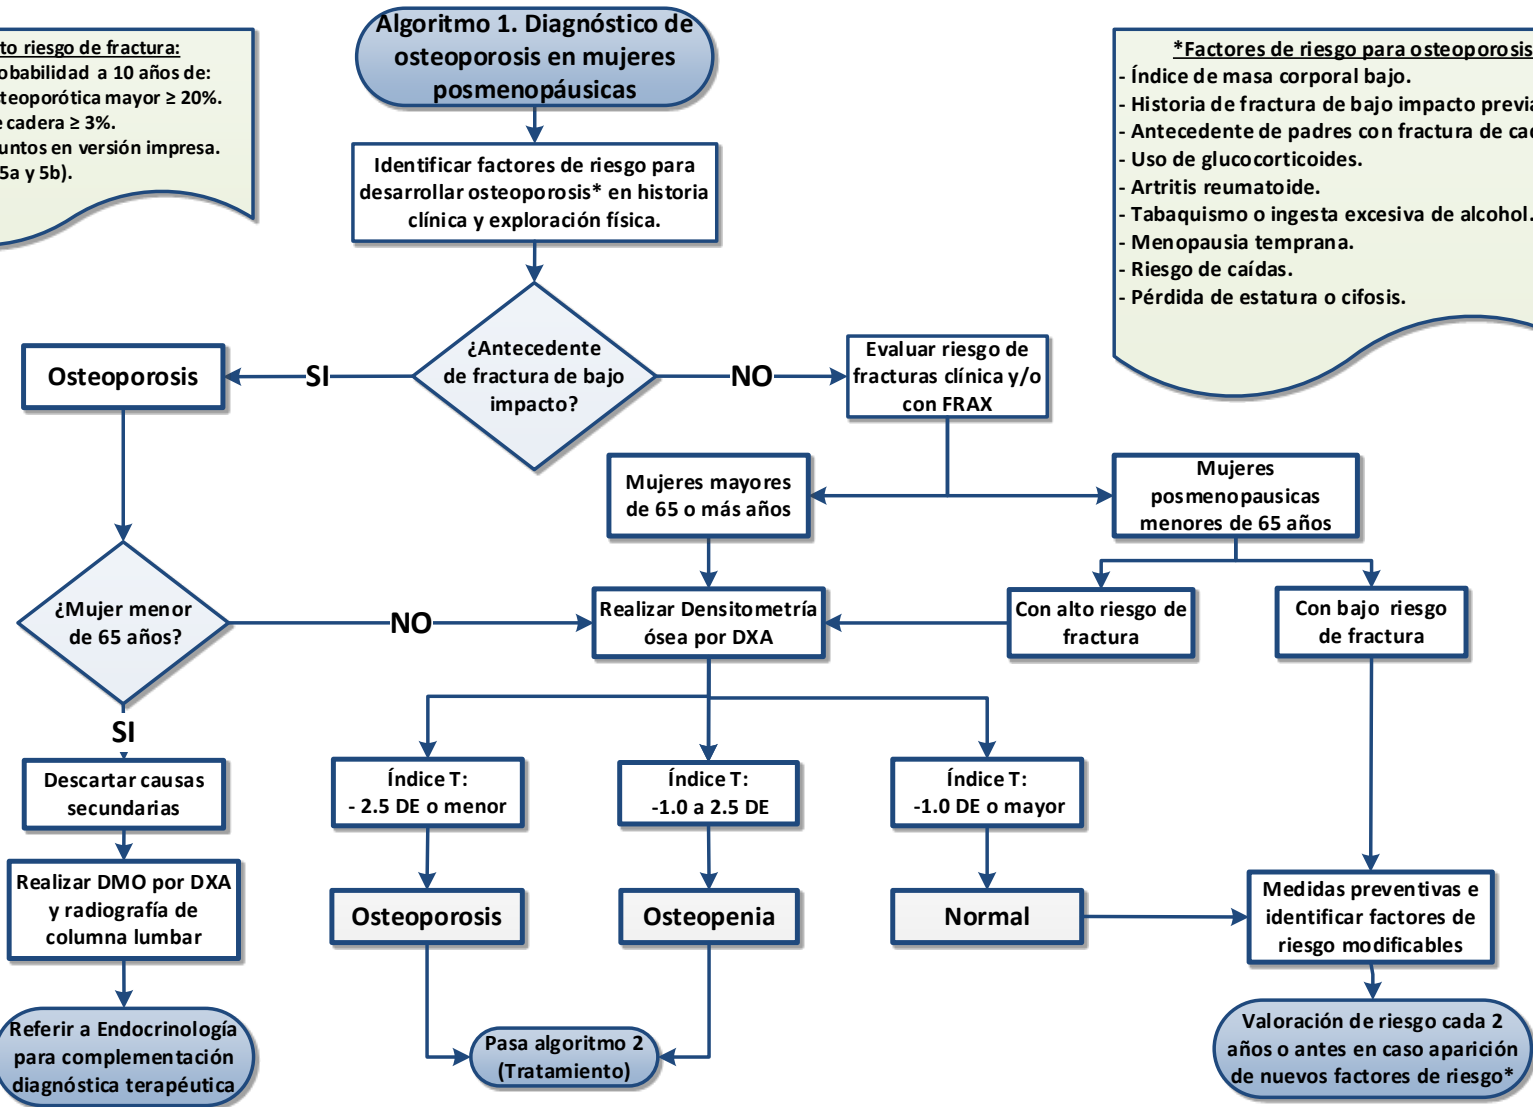 Algoritmo 1. Diagnóstico de
osteoporosis en mujeres
posmenopáusicas
to riesgo de fractura:
obabilidad a 10 años de:
teoporótica mayor ≥ 20%.
e cadera ≥ 3%.
untos en versión impresa.
5a y 5b).
*Factores de riesgo para osteoporosis
- Índice de masa corporal bajo.
- Historia de fractura de bajo impacto previa
- Antecedente de padres con fractura de cad
- Uso de glucocorticoides.
- Artritis reumatoide.
- Tabaquismo o ingesta excesiva de alcohol.
- Menopausia temprana.
- Riesgo de caídas.
- Pérdida de estatura o cifosis.
Identificar factores de riesgo para
desarrollar osteoporosis* en historia
clínica y exploración física.
¿Antecedente
de fractura de bajo
impacto?
SI
Osteoporosis
NO
Evaluar riesgo de
fracturas clínica y/o
con FRAX
Mujeres mayores
de 65 o más años
Mujeres
posmenopausicas
menores de 65 años
¿Mujer menor
de 65 años?
NO
Realizar Densitometría
ósea por DXA
Con alto riesgo de
fractura
Con bajo riesgo
de fractura
SI
Descartar causas
secundarias
Índice T:
- 2.5 DE o menor
Índice T:
-1.0 a 2.5 DE
Índice T:
-1.0 DE o mayor
Realizar DMO por DXA
y radiografía de
columna lumbar
Osteoporosis
Osteopenia
Normal
Medidas preventivas e
identificar factores de
riesgo modificables
Referir a Endocrinología
para complementación
diagnóstica terapéutica
Pasa algoritmo 2
(Tratamiento)
Valoración de riesgo cada 2
años o antes en caso aparición
de nuevos factores de riesgo*